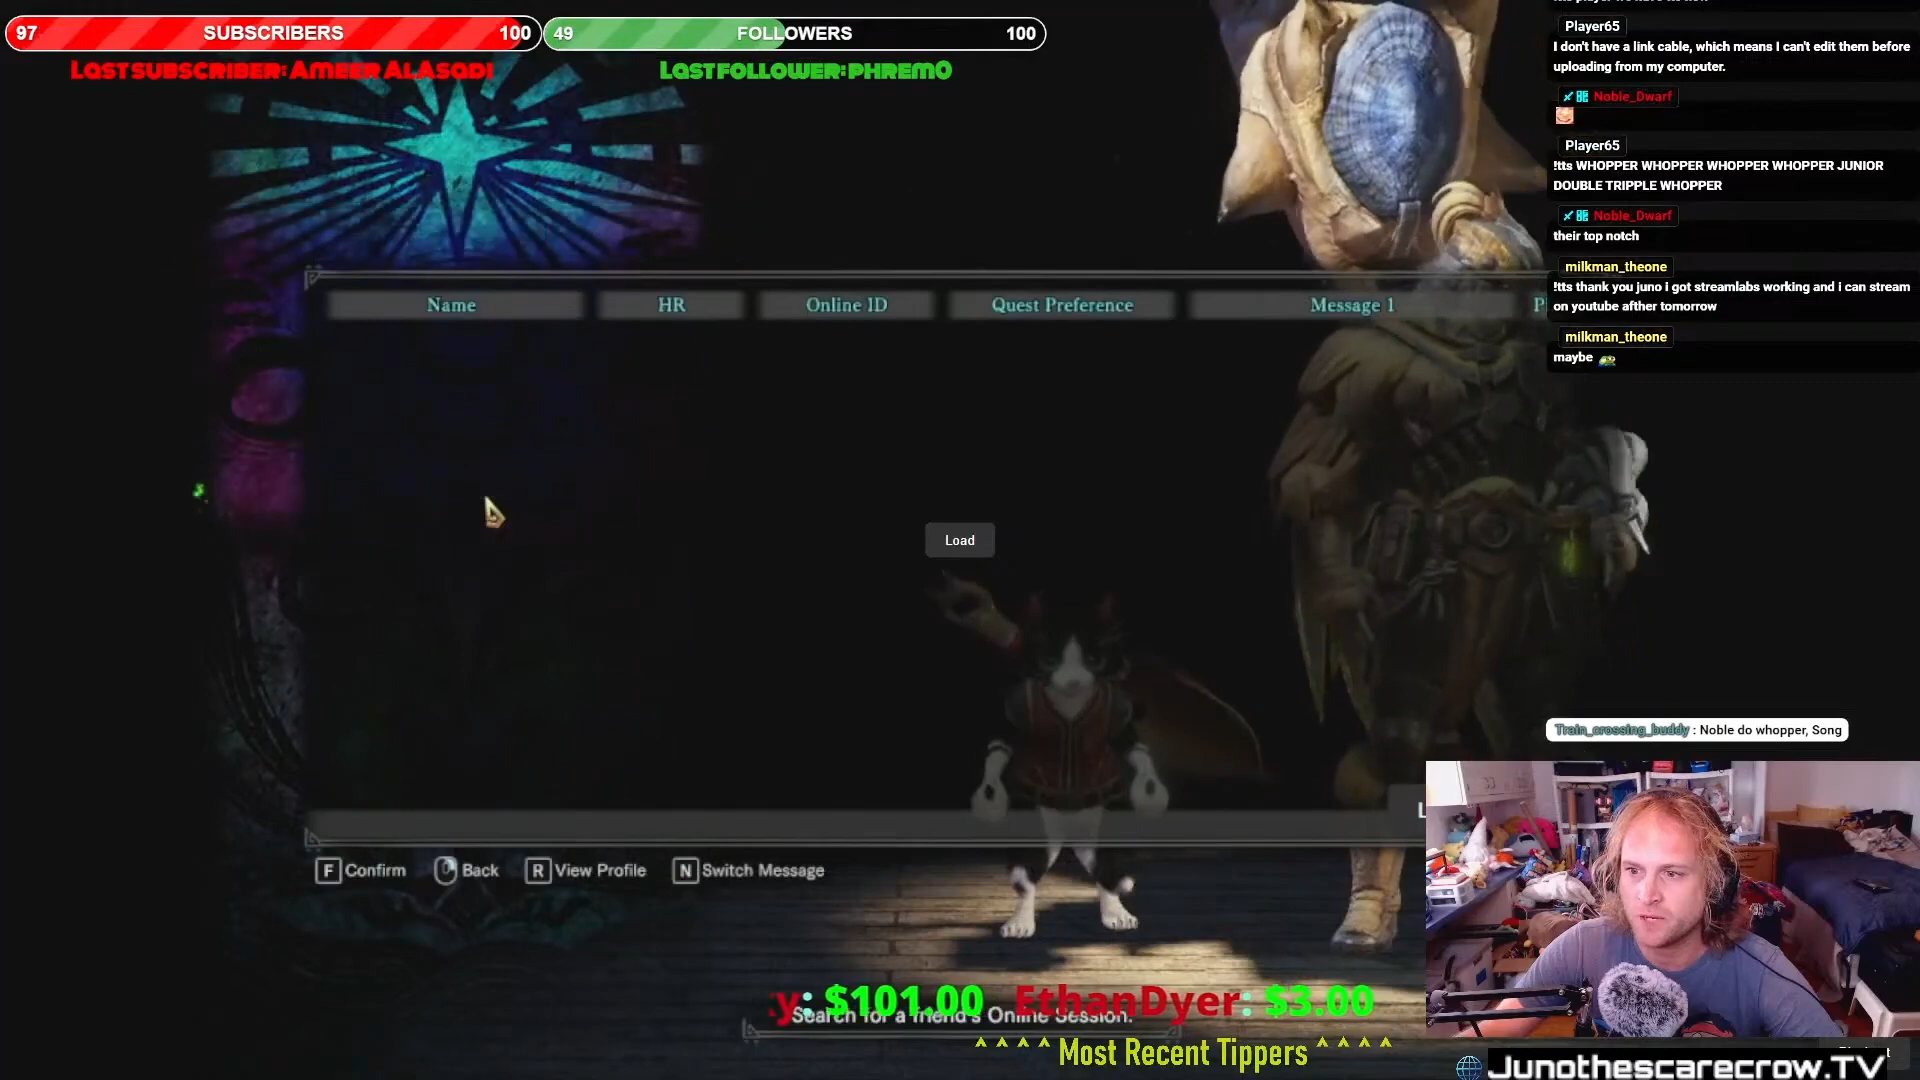 97 SUBSCRIBERS 100
49 FOLLOWERS 100
Last subscriber: Ameer AlAsadi
Last follower: phrem0
Player65
I don't have a link cable, which means I can't edit them before
uploading from my computer.
Noble_Dwarf
Player65
!tts WHOPPER WHOPPER WHOPPER WHOPPER JUNIOR
DOUBLE TRIPPLE WHOPPER
Noble_Dwarf
their top notch
milkman_theone
!tts thank you juno i got streamlabs working and i can stream
on youtube afther tomorrow
milkman_theone
maybe
Name HR Online ID Quest Preference Message 1
Load
Train_crossing_buddy : Noble do whopper, Song
F Confirm Back R View Profile N Switch Message
y: $101.00 EthanDyer: $3.00
Search for a friend's Online Session.
^ ^ ^ ^ Most Recent Tippers ^ ^ ^ ^
Junothescarecrow.TV